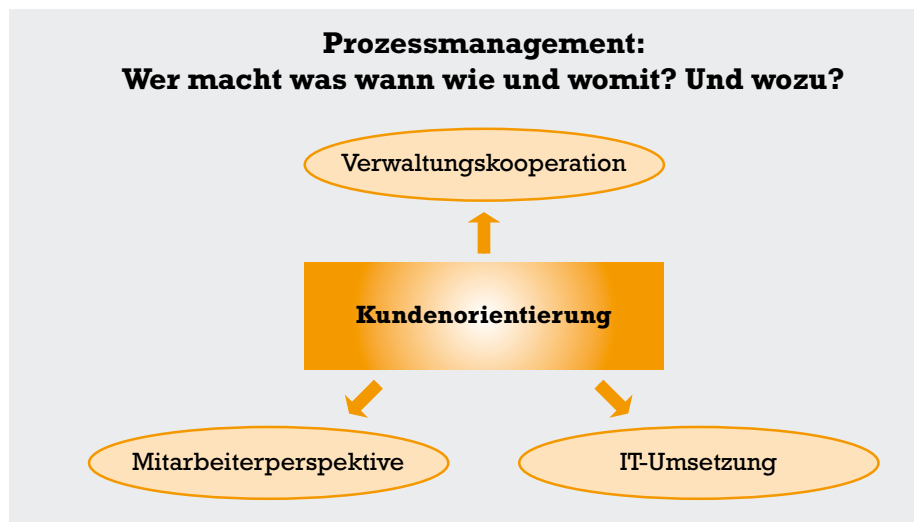 Prozessmanagement:
Wer macht was wann wie und womit? Und wozu?
Verwaltungskooperation
Kundenorientierung
Mitarbeiterperspektive
IT-Umsetzung